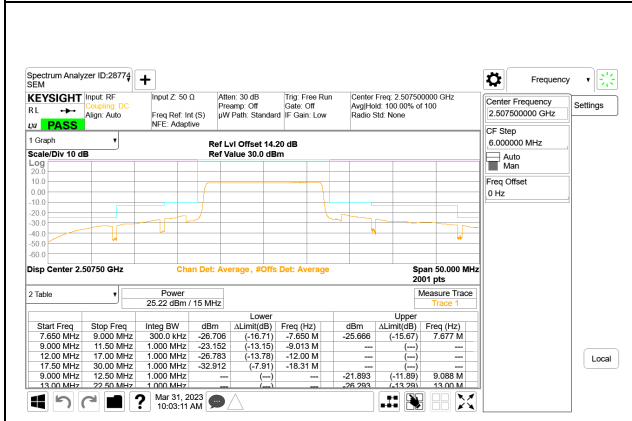 Spectrum Analyzer ID:28774
SEM
+
Frequency
KEYSIGHT Input: RF Input Z: 50 Ω Atten: 30 dB Trig: Free Run Center Freq: 2.507500000 GHz
R L Coupling: DC Preamp: Off Gate: Off Avg|Hold: 100.00% of 100
Align: Auto Freq Ref: Int (S) µW Path: Standard IF Gain: Low Radio Std: None
PASS NFE: Adaptive
Center Frequency
2.507500000 GHz
Settings
CF Step
6.000000 MHz
Auto
Man
Freq Offset
0 Hz
1 Graph
Ref Lvl Offset 14.20 dB
Scale/Div 10 dB Ref Value 30.0 dBm
Log
20.0
10.0
0.00
-10.0
-20.0
-30.0
-40.0
-50.0
-60.0
Disp Center 2.50750 GHz Chan Det: Average , #Offs Det: Average Span 50.000 MHz
2001 pts
2 Table Power Measure Trace
25.22 dBm / 15 MHz Trace 1
Lower Upper
Start Freq Stop Freq Integ BW dBm ΔLimit(dB) Freq (Hz) dBm ΔLimit(dB) Freq (Hz)
7.650 MHz 9.000 MHz 300.0 kHz -26.706 (-16.71) -7.650 M -25.666 (-15.67) 7.677 M
9.000 MHz 11.50 MHz 1.000 MHz -23.152 (-13.15) -9.013 M --- (---) ---
12.00 MHz 17.00 MHz 1.000 MHz -26.783 (-13.78) -12.00 M --- (---) ---
17.50 MHz 30.00 MHz 1.000 MHz -32.912 (-7.91) -18.31 M --- (---) ---
9.000 MHz 12.50 MHz 1.000 MHz --- (---) --- -21.893 (-11.89) 9.088 M
13.00 MHz 22.50 MHz 1.000 MHz --- (---) --- -26.293 (-13.29) 13.00 M
Local
? Mar 31, 2023
10:03:11 AM